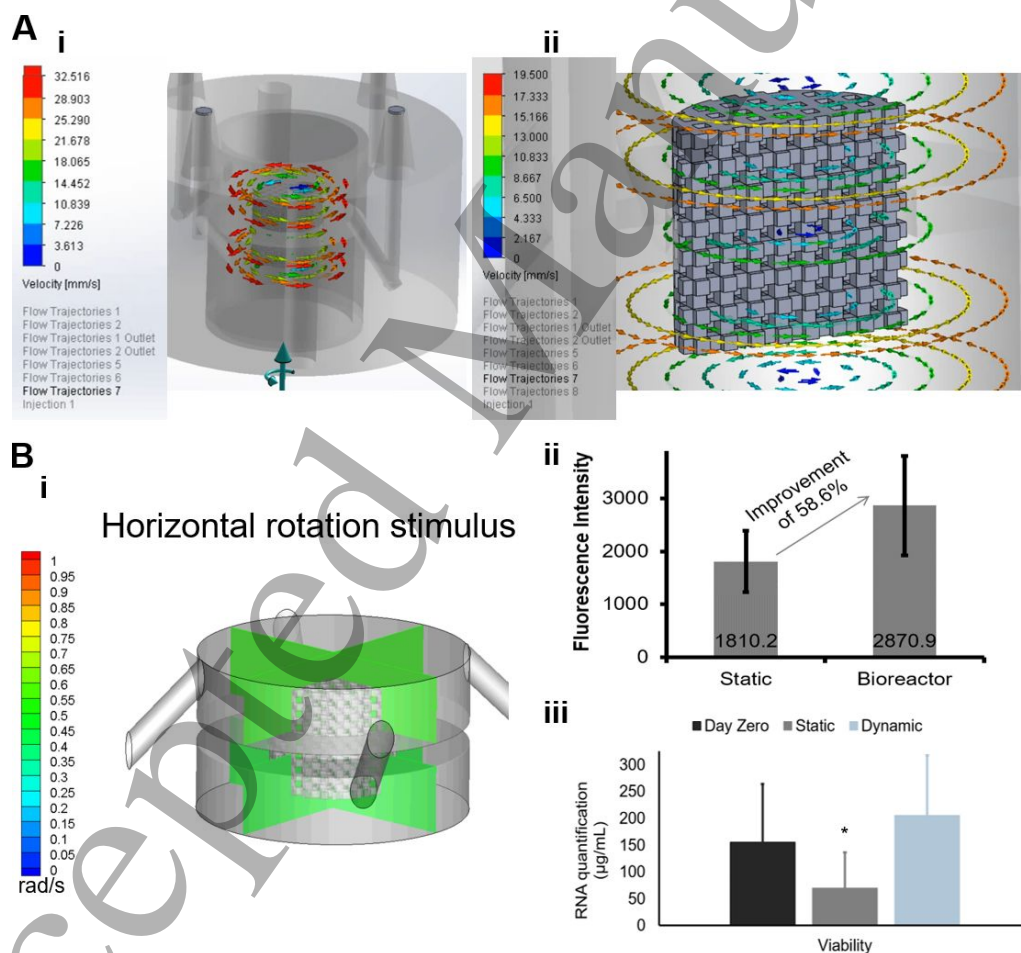 A
i
32.516
28.903
25.290
21.678
18.065
14.452
10.839
7.226
3.613
0
Velocity [mm/s]
Flow Trajectories 1
Flow Trajectories 2
Flow Trajectories 1 Outlet
Flow Trajectories 2 Outlet
Flow Trajectories 5
Flow Trajectories 6
Flow Trajectories 7
Injection 1
ii
19.500
17.333
15.166
13.000
10.833
8.667
6.500
4.333
2.167
0
Velocity [mm/s]
Flow Trajectories 1
Flow Trajectories 2
Flow Trajectories 1 Outlet
Flow Trajectories 2 Outlet
Flow Trajectories 5
Flow Trajectories 6
Flow Trajectories 7
Flow Trajectories 8
Injection 1
B
i
Horizontal rotation stimulus
1
0.95
0.9
0.85
0.8
0.75
0.7
0.65
0.6
0.55
0.5
0.45
0.4
0.35
0.3
0.25
0.2
0.15
0.1
0.05
0
rad/s
ii
Fluorescence Intensity
3000
2000
1000
0
Improvement
of 58.6%
1810.2
2870.9
Static
Bioreactor
iii
Day Zero
Static
Dynamic
RNA quantification
(µg/mL)
300
250
200
150
100
50
0
*
Viability